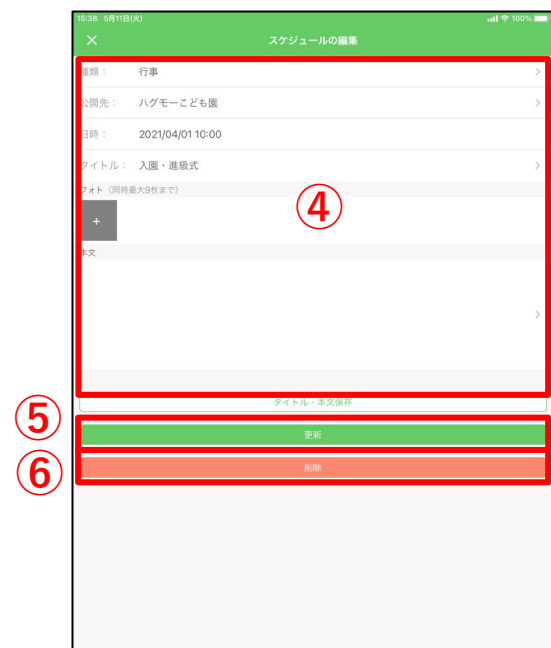 15:38 5月11日(火) 100%
スケジュールの編集
種類： 行事
公開先： ハグモーこども園
日時： 2021/04/01 10:00
タイトル： 入園・進級式
フォト（同時最大9枚まで）
+
④
本文
タイトル・本文保存
⑤
更新
⑥
削除